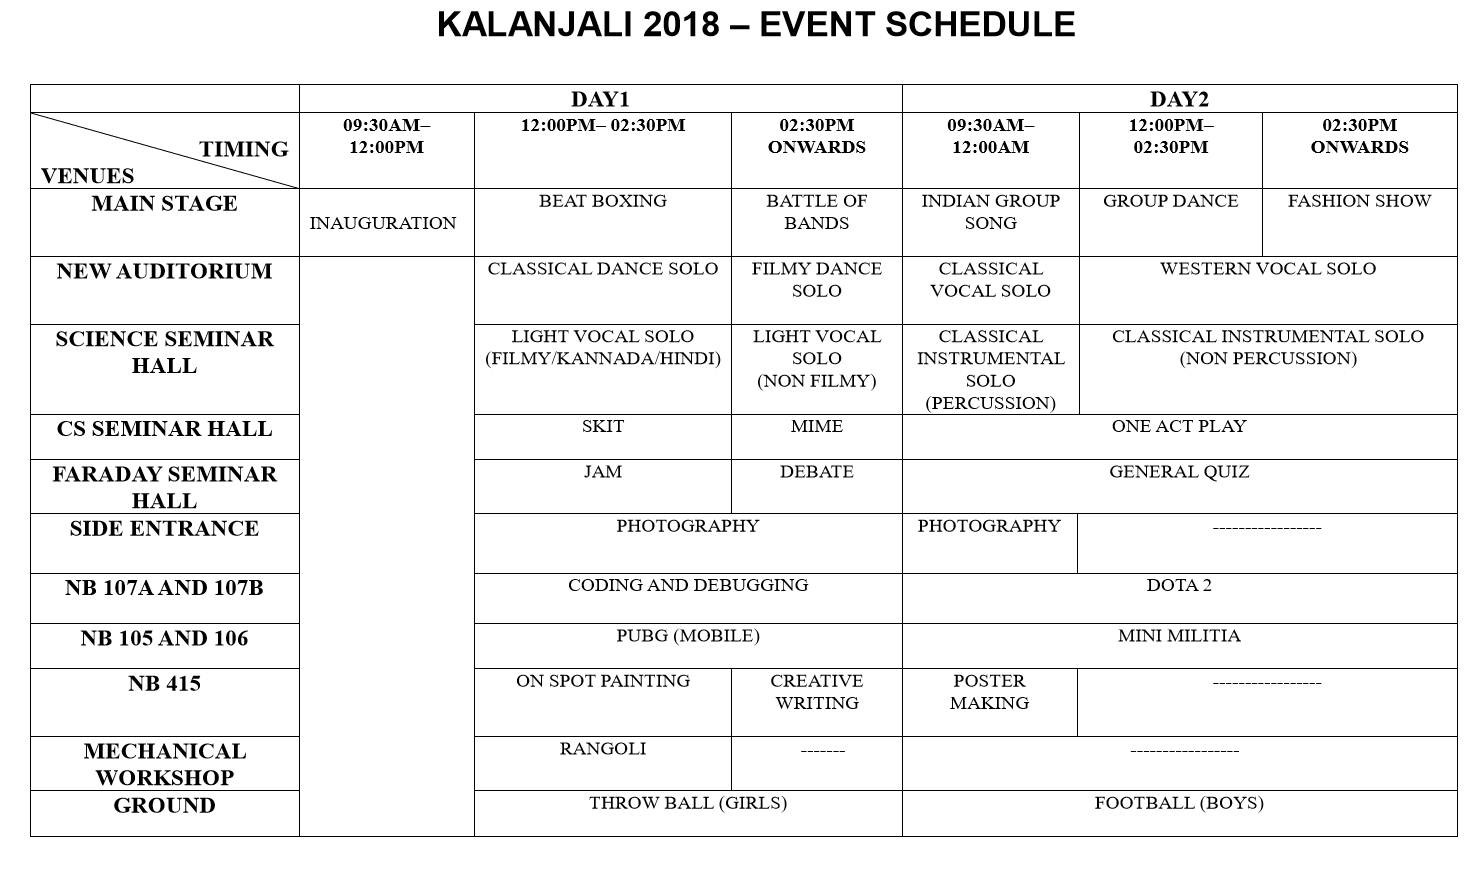 KALANJALI 2018 – EVENT SCHEDULE
DAY1
DAY2
TIMING
VENUES
09:30AM–
12:00PM
12:00PM– 02:30PM
02:30PM
ONWARDS
09:30AM–
12:00AM
12:00PM–
02:30PM
02:30PM
ONWARDS
MAIN STAGE
INAUGURATION
BEAT BOXING
BATTLE OF
BANDS
INDIAN GROUP
SONG
GROUP DANCE
FASHION SHOW
NEW AUDITORIUM
CLASSICAL DANCE SOLO
FILMY DANCE
SOLO
CLASSICAL
VOCAL SOLO
WESTERN VOCAL SOLO
SCIENCE SEMINAR
HALL
LIGHT VOCAL SOLO
(FILMY/KANNADA/HINDI)
LIGHT VOCAL
SOLO
(NON FILMY)
CLASSICAL
INSTRUMENTAL
SOLO
(PERCUSSION)
CLASSICAL INSTRUMENTAL SOLO
(NON PERCUSSION)
CS SEMINAR HALL
SKIT
MIME
ONE ACT PLAY
FARADAY SEMINAR
HALL
JAM
DEBATE
GENERAL QUIZ
SIDE ENTRANCE
PHOTOGRAPHY
PHOTOGRAPHY
-----------------
NB 107A AND 107B
CODING AND DEBUGGING
DOTA 2
NB 105 AND 106
PUBG (MOBILE)
MINI MILITIA
NB 415
ON SPOT PAINTING
CREATIVE
WRITING
POSTER
MAKING
-----------------
MECHANICAL
WORKSHOP
RANGOLI
-------
-----------------
GROUND
THROW BALL (GIRLS)
FOOTBALL (BOYS)